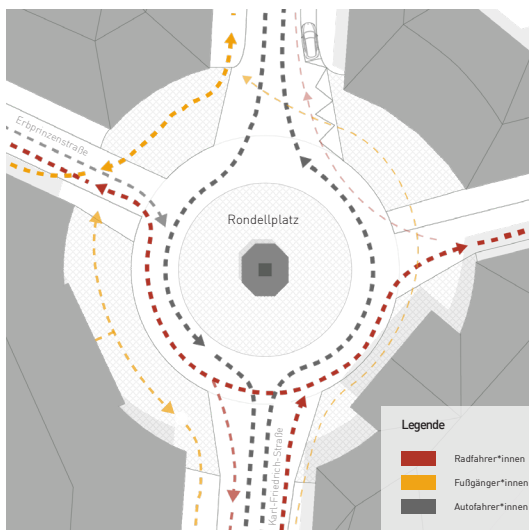 Erbprinzenstraße
Rondellplatz
Karl-Friedrich-Straße
Legende
Radfahrer*innen
Fußgänger*innen
Autofahrer*innen